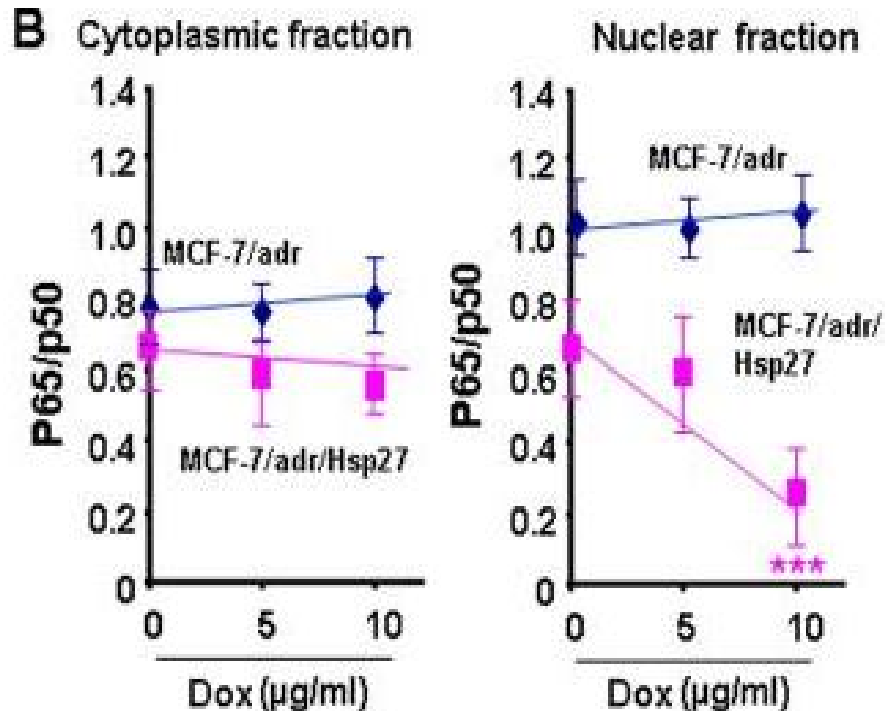 B Cytoplasmic fraction
P65/p50
1.4
1.2
1.0
0.8
0.6
0.4
0.2
0
MCF-7/adr
MCF-7/adr/Hsp27
0 5 10
Dox (µg/ml)
Nuclear fraction
P65/p50
1.4
1.2
1.0
0.8
0.6
0.4
0.2
0
MCF-7/adr
MCF-7/adr/
Hsp27
***
0 5 10
Dox (µg/ml)